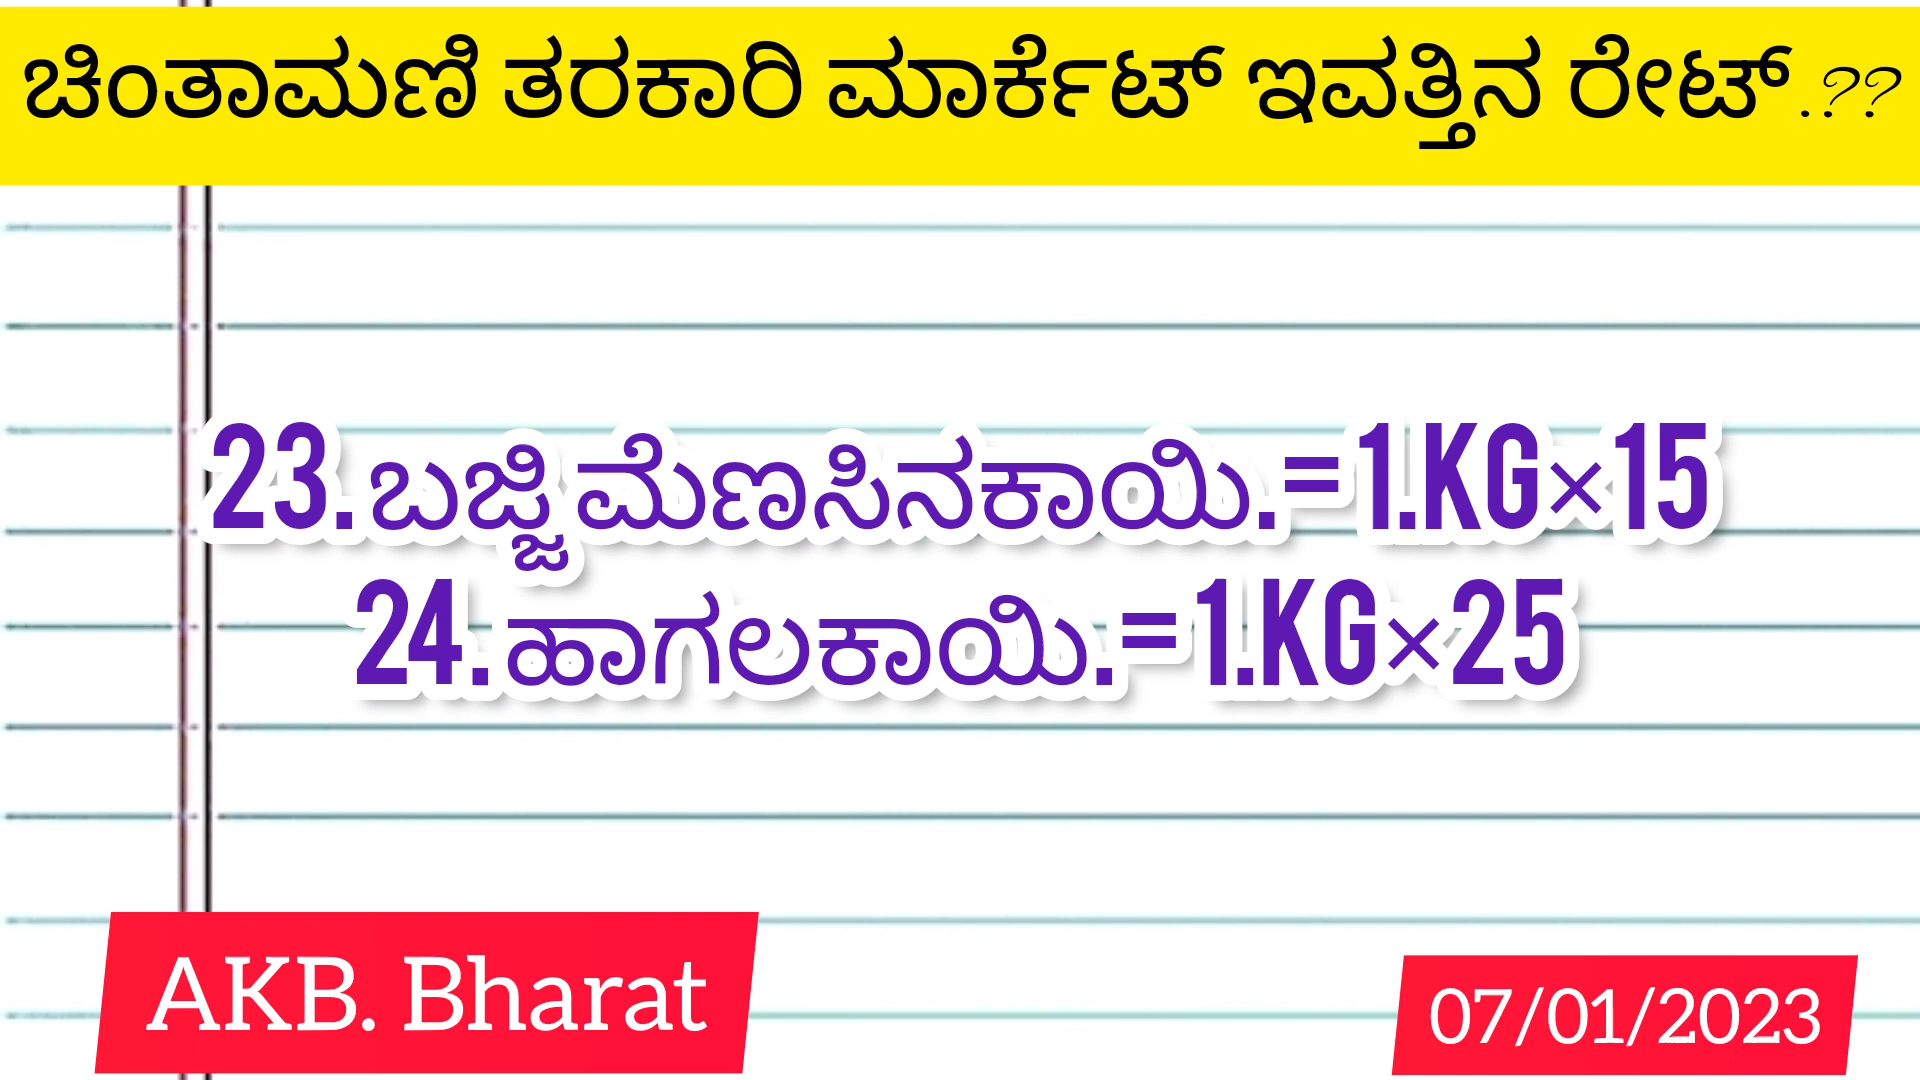 ಚಿಂತಾಮಣಿ ತರಕಾರಿ ಮಾರ್ಕೆಟ್ ಇವತ್ತಿನ ರೇಟ್.??
23.ಬಜ್ಜಿಮೆಣಸಿನಕಾಯಿ.=1.KG×15
24.ಹಾಗಲಕಾಯಿ.=1.KG×25
AKB. Bharat
07/01/2023